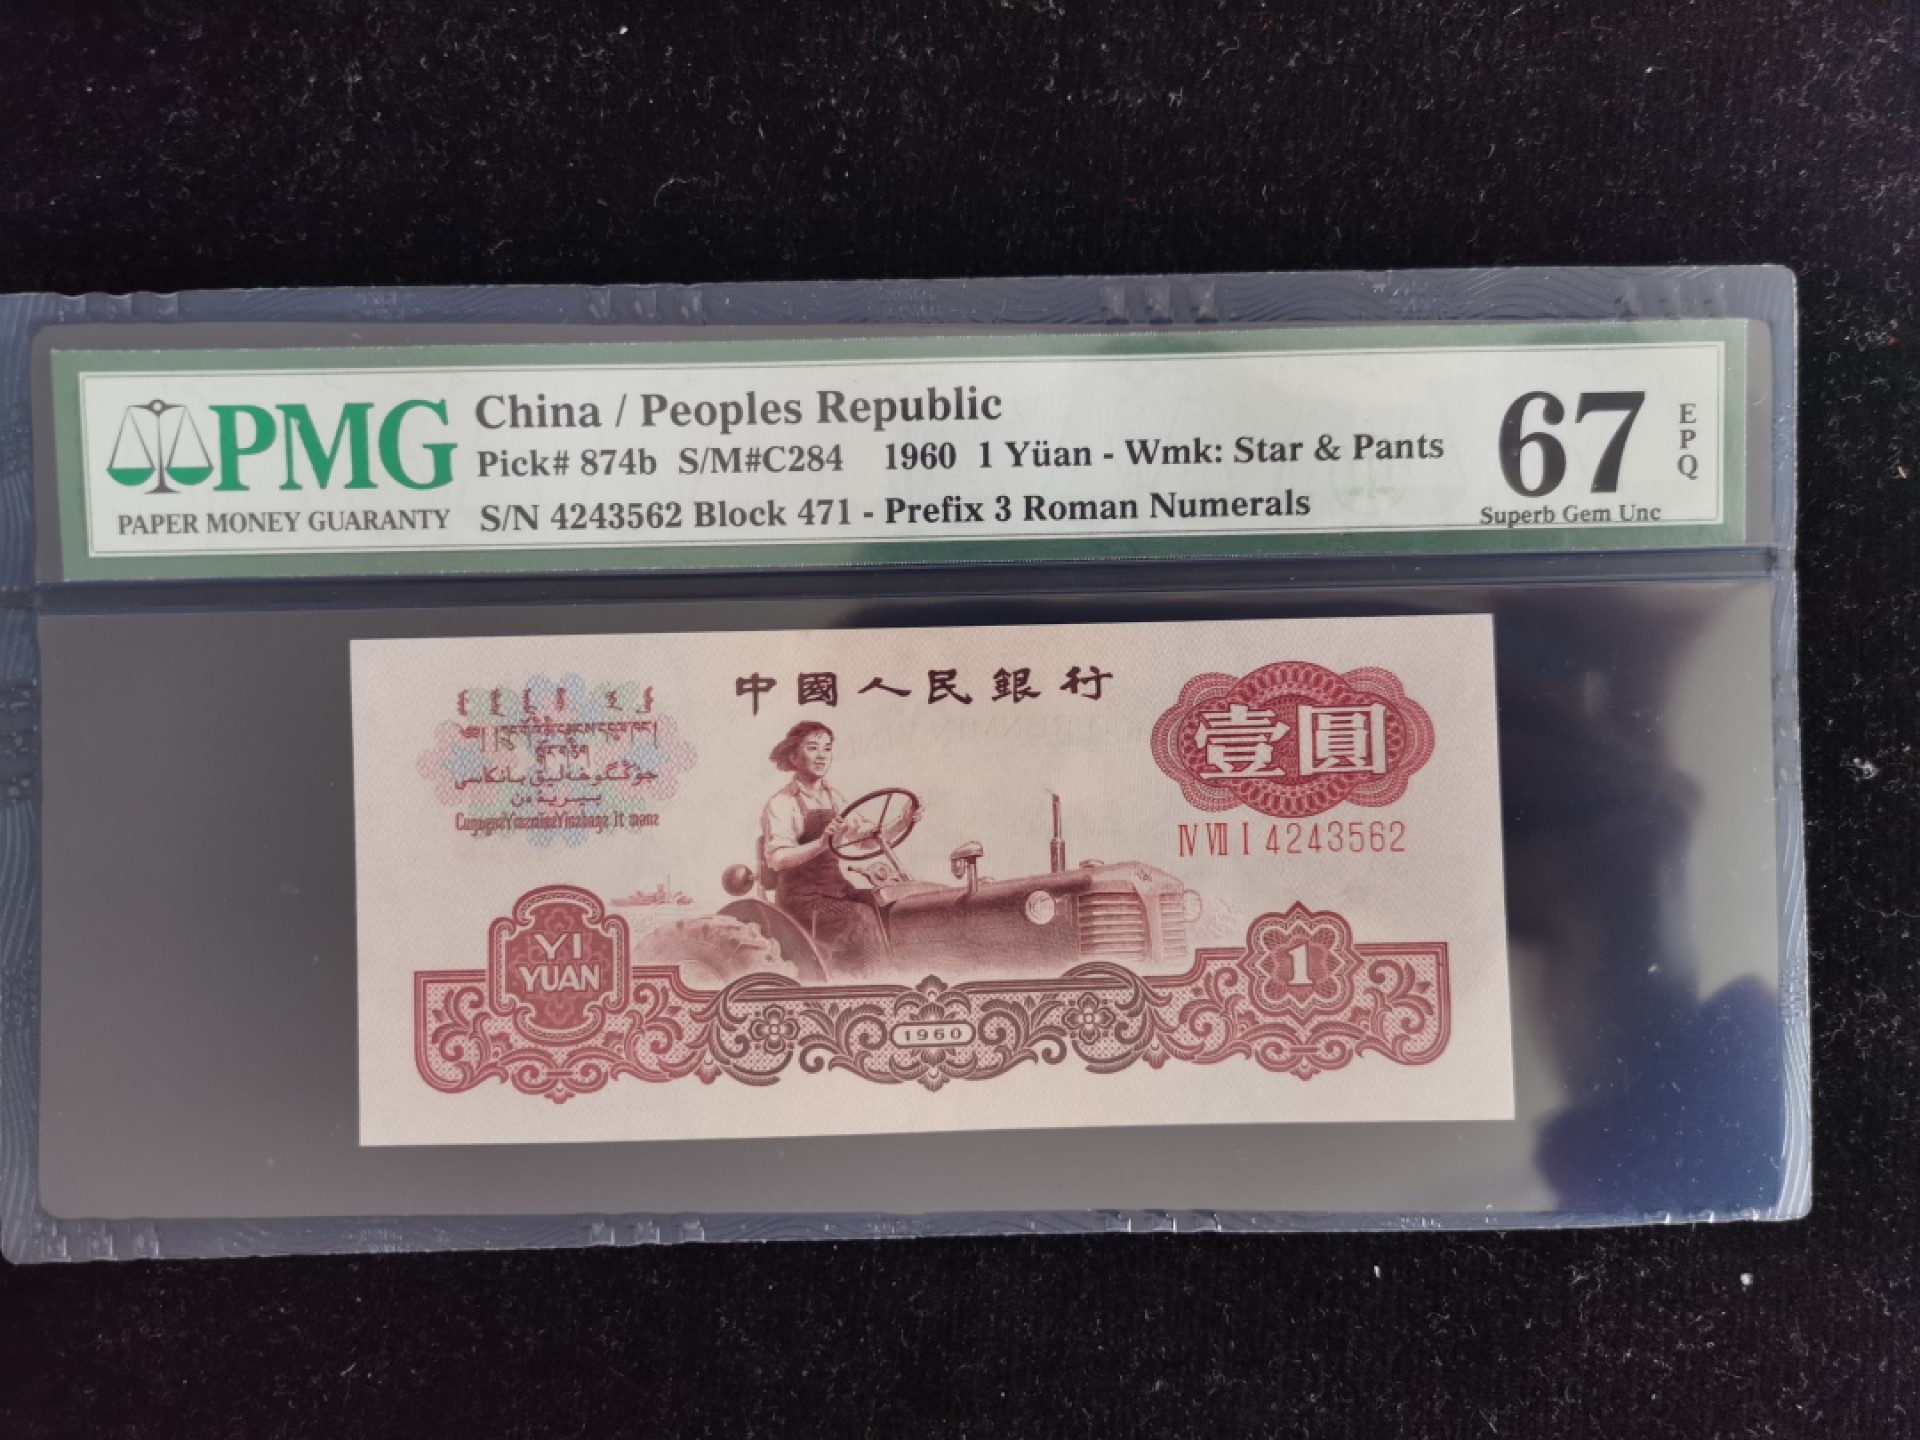 PMG
PAPER MONEY GUARANTY
China / Peoples Republic
Pick# 874b S/M#C284 1960 1 Yüan - Wmk: Star & Pants
S/N 4243562 Block 471 - Prefix 3 Roman Numerals
67
EPQ
Superb Gem Unc
中國人民銀行
壹圓
IV VII I 4243562
YI
YUAN
1960
1